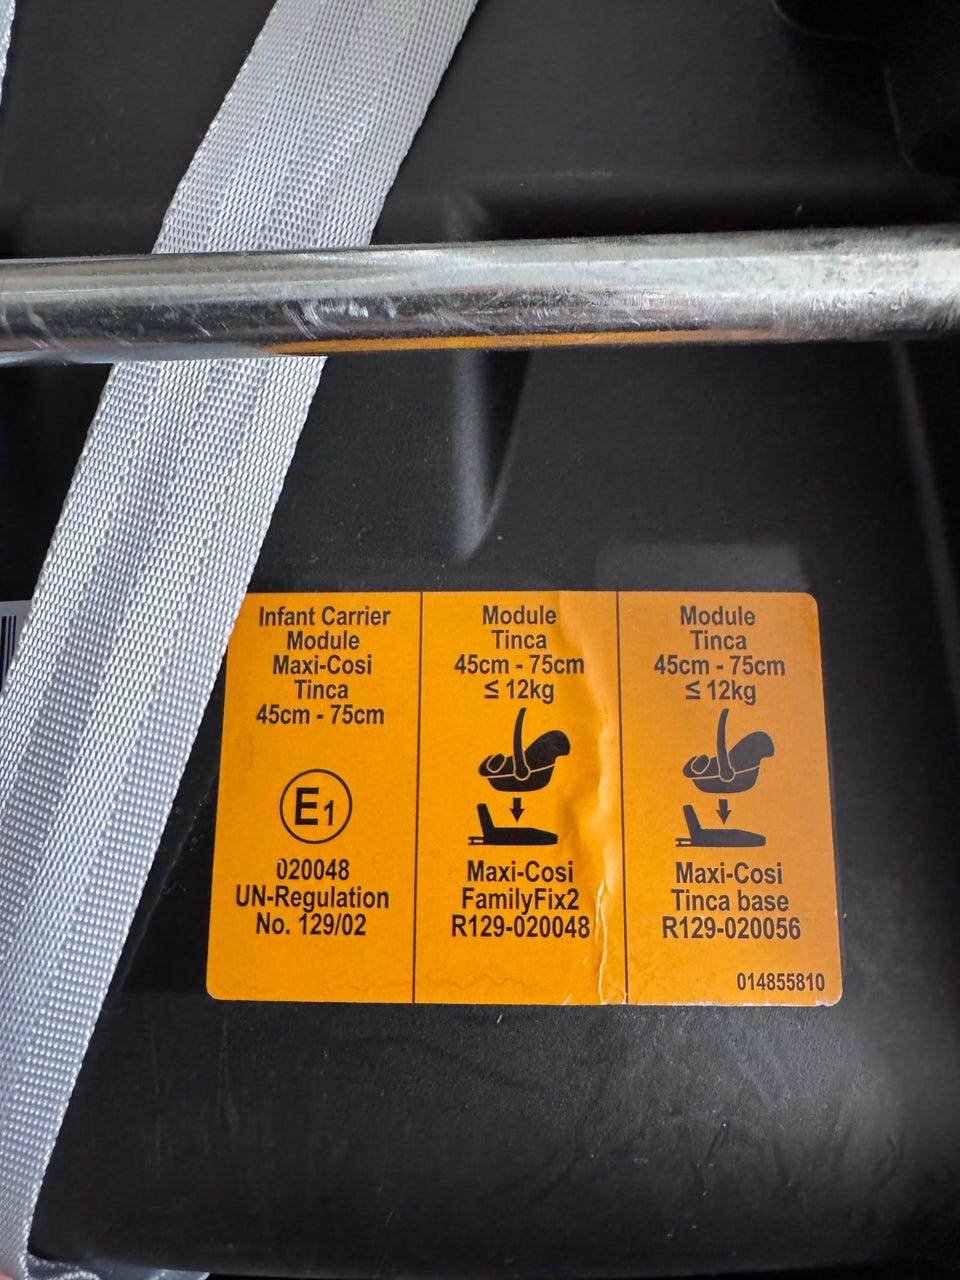 Infant Carrier
Module
Maxi-Cosi
Tinca
45cm - 75cm
E1
020048
UN-Regulation
No. 129/02
Module
Tinca
45cm - 75cm
≤ 12kg
Maxi-Cosi
FamilyFix2
R129-020048
Module
Tinca
45cm - 75cm
≤ 12kg
Maxi-Cosi
Tinca base
R129-020056
014855810